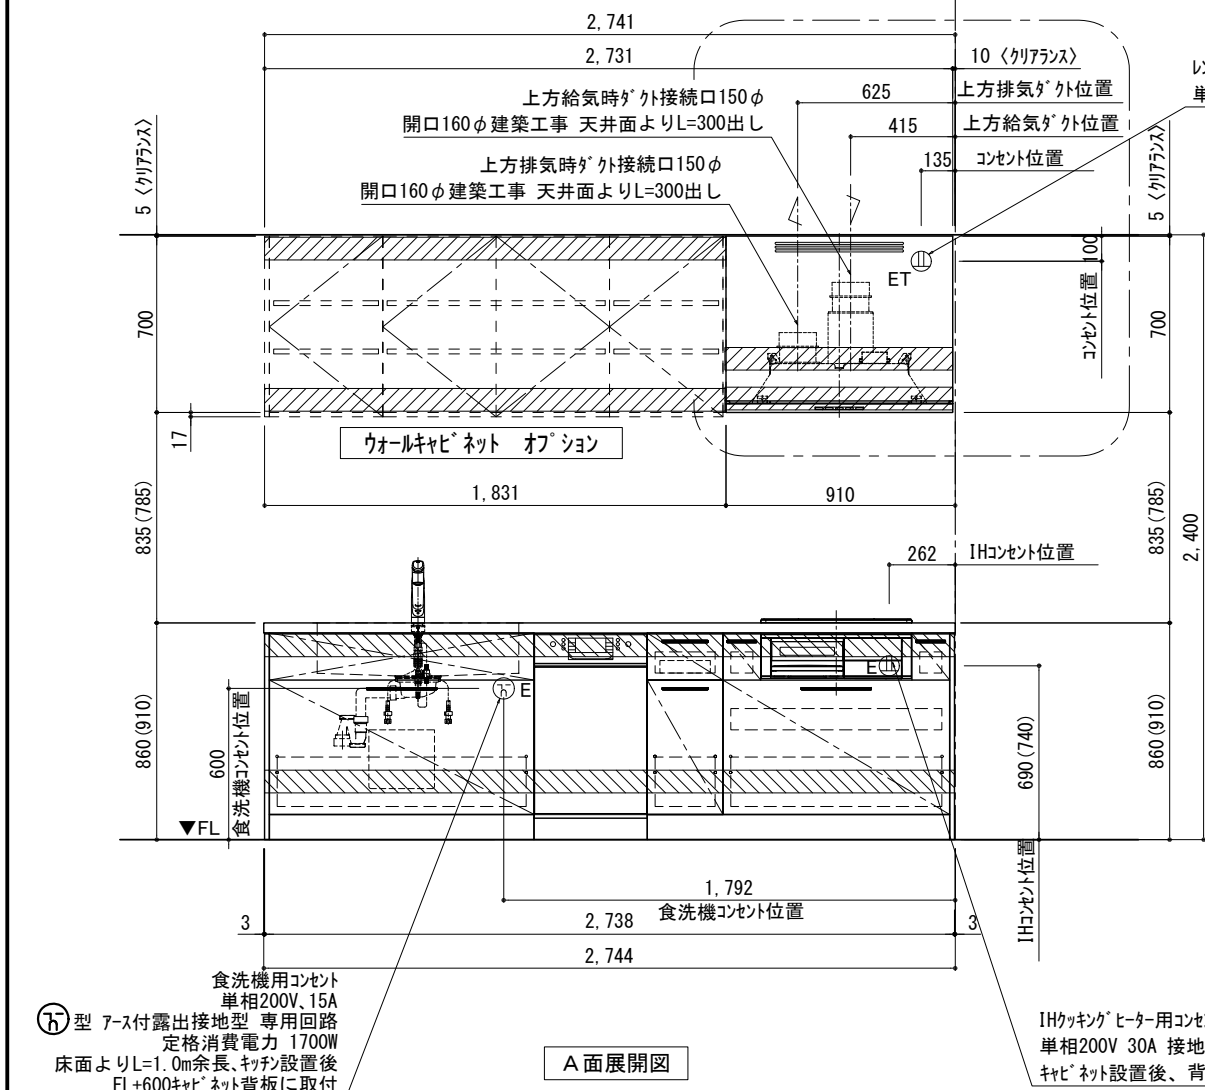 2,741
2,731
10 〈クリアランス〉
625
上方排気ダクト位置
415
上方給気ダクト位置
135
コンセント位置
上方給気時ダクト接続口150φ
開口160φ建築工事 天井面よりL=300出し
上方排気時ダクト接続口150φ
開口160φ建築工事 天井面よりL=300出し
レン
単
5 〈クリアランス〉
5 〈クリアランス〉
700
ET
100
コンセント位置
700
17
ウォールキャビネット オプション
1,831
910
835(785)
835(785)
2,400
262
IHコンセント位置
E
E
860(910)
600
食洗機コンセント位置
690(740)
IHコンセント位置
860(910)
▼FL
1,792
食洗機コンセント位置
3
2,738
3
2,744
食洗機用コンセント
単相200V、15A
型 アース付露出接地型 専用回路
定格消費電力 1700W
床面よりL=1.0m余長、キッチン設置後
FL+600キャビネット背板に取付
A面展開図
IHクッキングヒーター用コンセ
単相200V 30A 接地
キャビネット設置後、背